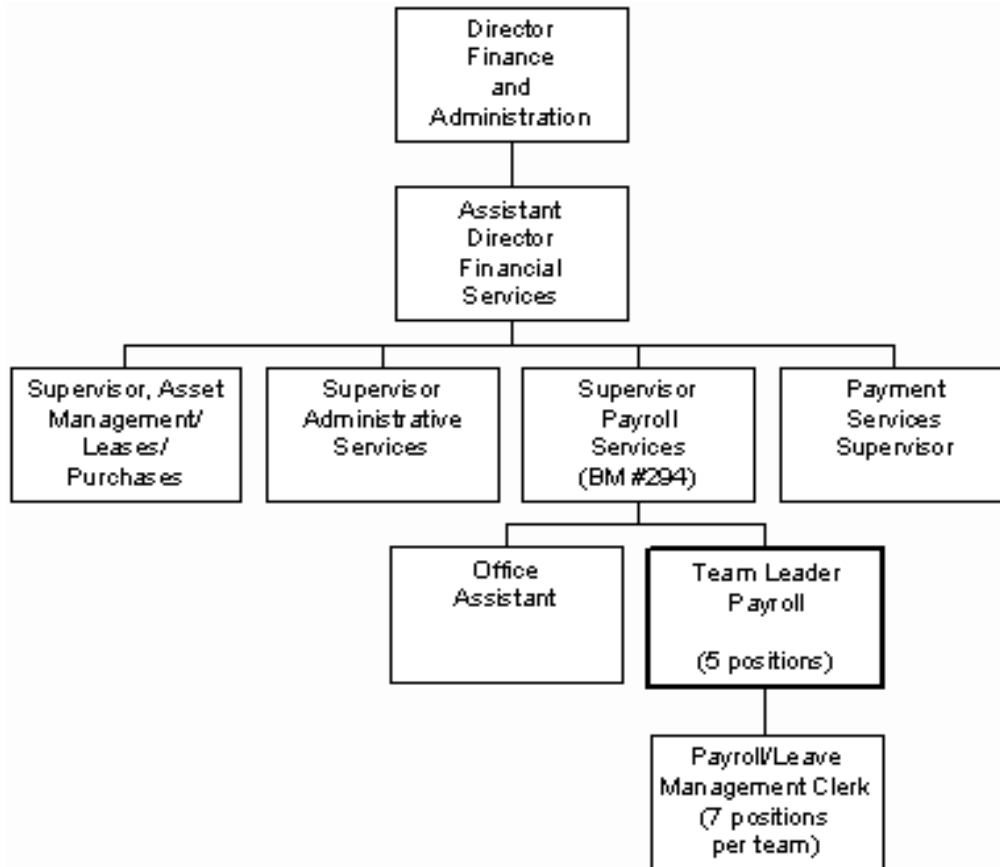 Director
Finance
and
Administration
Assistant
Director
Financial
Services
Supervisor, Asset
Management/
Leases/
Purchases
Supervisor
Administrative
Services
Supervisor
Payroll
Services
(BM #294)
Payment
Services
Supervisor
Office
Assistant
Team Leader
Payroll
(5 positions)
Payroll/Leave
Management Clerk
(7 positions
per team)